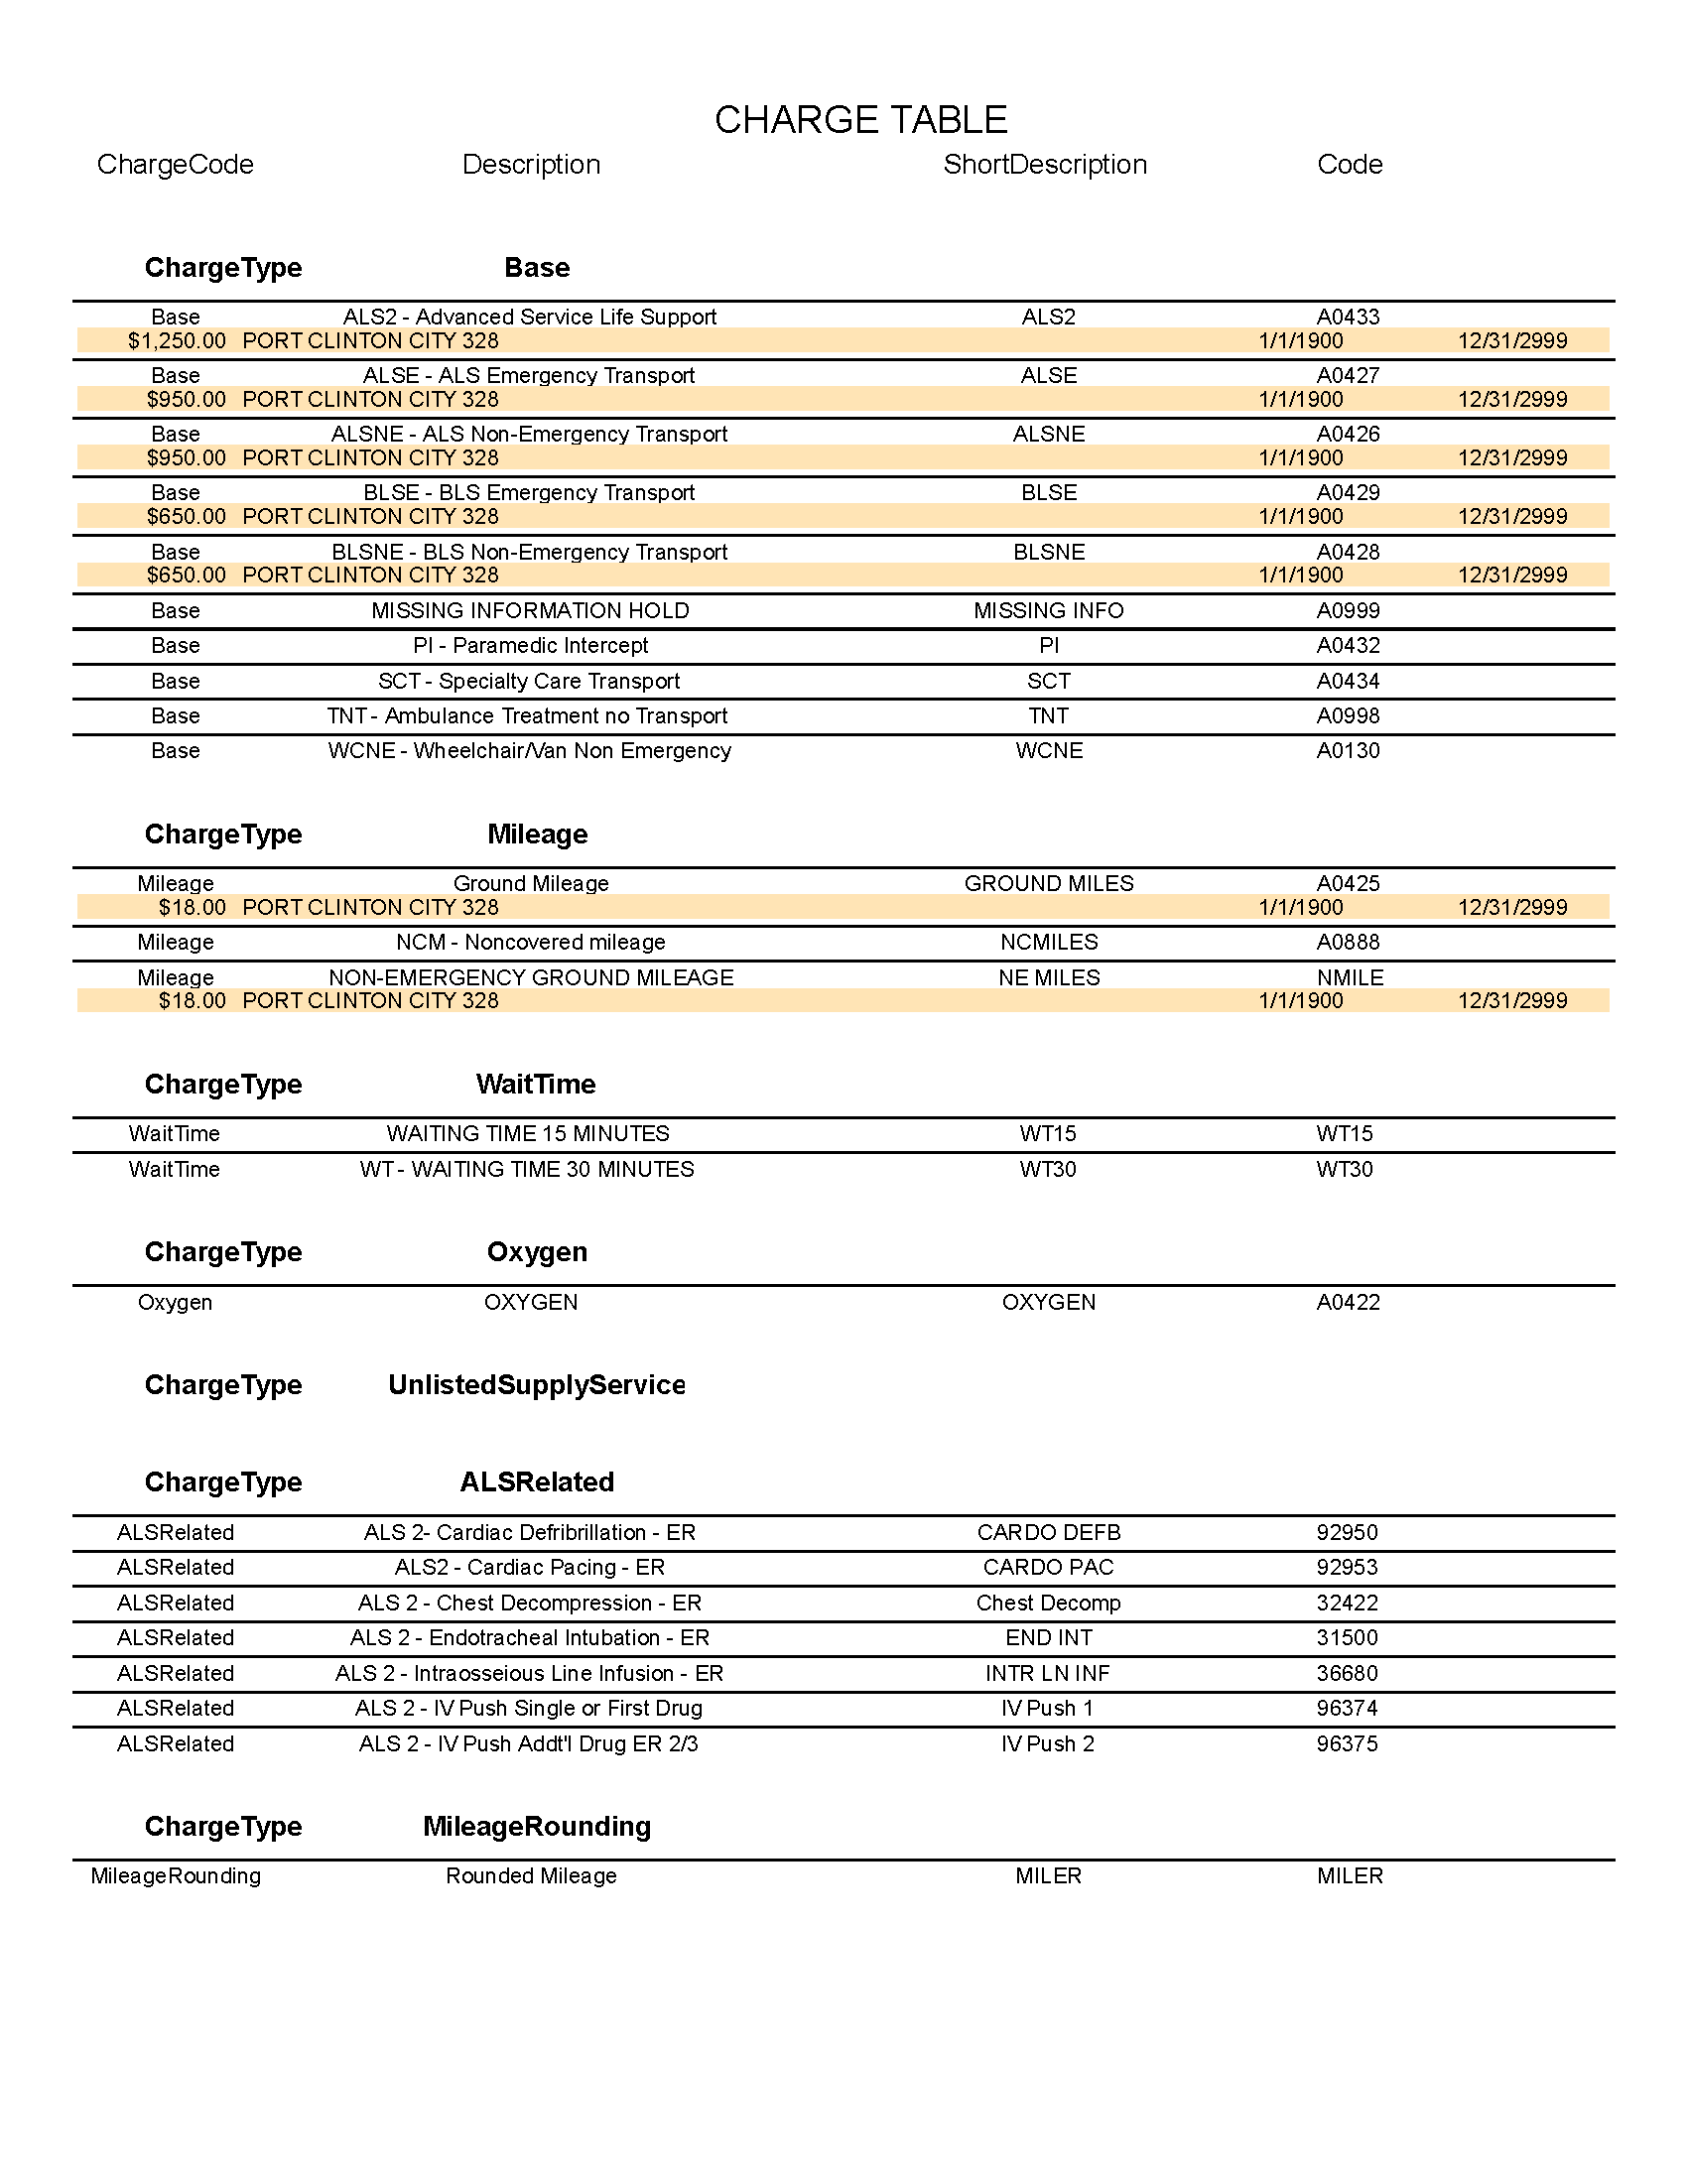 CHARGE TABLE
ChargeCode Description ShortDescription Code
ChargeType Base
Base ALS2 - Advanced Service Life Support ALS2 A0433
$1,250.00 PORT CLINTON CITY 328 1/1/1900 12/31/2999
Base ALSE - ALS Emergency Transport ALSE A0427
$950.00 PORT CLINTON CITY 328 1/1/1900 12/31/2999
Base ALSNE - ALS Non-Emergency Transport ALSNE A0426
$950.00 PORT CLINTON CITY 328 1/1/1900 12/31/2999
Base BLSE - BLS Emergency Transport BLSE A0429
$650.00 PORT CLINTON CITY 328 1/1/1900 12/31/2999
Base BLSNE - BLS Non-Emergency Transport BLSNE A0428
$650.00 PORT CLINTON CITY 328 1/1/1900 12/31/2999
Base MISSING INFORMATION HOLD MISSING INFO A0999
Base PI - Paramedic Intercept PI A0432
Base SCT - Specialty Care Transport SCT A0434
Base TNT - Ambulance Treatment no Transport TNT A0998
Base WCNE - Wheelchair/Van Non Emergency WCNE A0130
ChargeType Mileage
Mileage Ground Mileage GROUND MILES A0425
$18.00 PORT CLINTON CITY 328 1/1/1900 12/31/2999
Mileage NCM - Noncovered mileage NCMILES A0888
Mileage NON-EMERGENCY GROUND MILEAGE NE MILES NMILE
$18.00 PORT CLINTON CITY 328 1/1/1900 12/31/2999
ChargeType WaitTime
WaitTime WAITING TIME 15 MINUTES WT15 WT15
WaitTime WT - WAITING TIME 30 MINUTES WT30 WT30
ChargeType Oxygen
Oxygen OXYGEN OXYGEN A0422
ChargeType UnlistedSupplyService
ChargeType ALSRelated
ALSRelated ALS 2- Cardiac Defribrillation - ER CARDO DEFB 92950
ALSRelated ALS2 - Cardiac Pacing - ER CARDO PAC 92953
ALSRelated ALS 2 - Chest Decompression - ER Chest Decomp 32422
ALSRelated ALS 2 - Endotracheal Intubation - ER END INT 31500
ALSRelated ALS 2 - Intraosseious Line Infusion - ER INTR LN INF 36680
ALSRelated ALS 2 - IV Push Single or First Drug IV Push 1 96374
ALSRelated ALS 2 - IV Push Addt'l Drug ER 2/3 IV Push 2 96375
ChargeType MileageRounding
MileageRounding Rounded Mileage MILER MILER